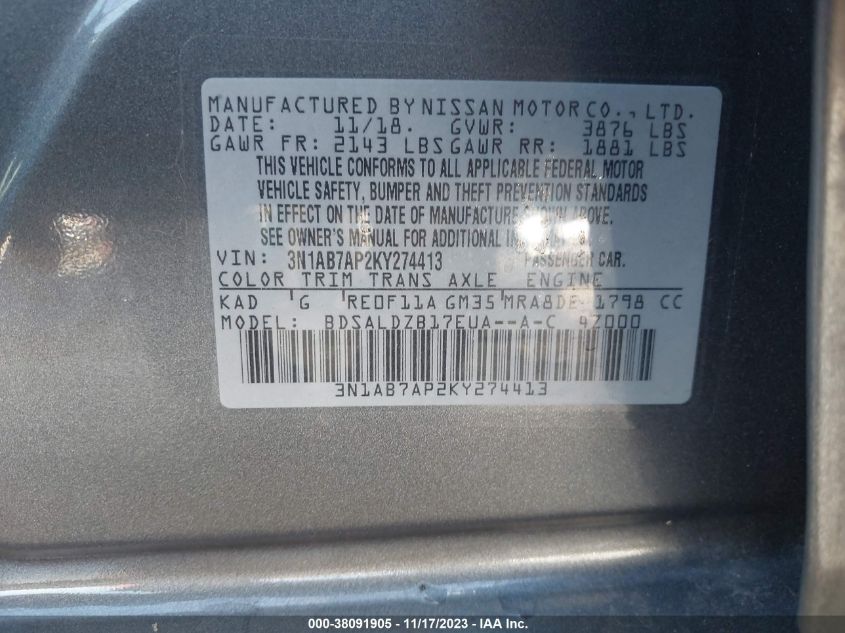 MANUFACTURED BY NISSAN MOTOR CO., LTD.
DATE: 11/18. GVWR: 3876 LBS
GAWR FR: 2143 LBS GAWR RR: 1881 LBS
THIS VEHICLE CONFORMS TO ALL APPLICABLE FEDERAL MOTOR
VEHICLE SAFETY, BUMPER AND THEFT PREVENTION STANDARDS
IN EFFECT ON THE DATE OF MANUFACTURE SHOWN ABOVE.
SEE OWNER'S MANUAL FOR ADDITIONAL
VIN: 3N1AB7AP2KY274413 PASSENGER CAR.
COLOR TRIM TRANS AXLE ENGINE
KAD G RE0F11A GM35 MRA8DE 1798 CC
MODEL: BDSALDZB17EUA--A-C 47000
3N1AB7AP2KY274413
000-38091905 - 11/17/2023 - IAA Inc.